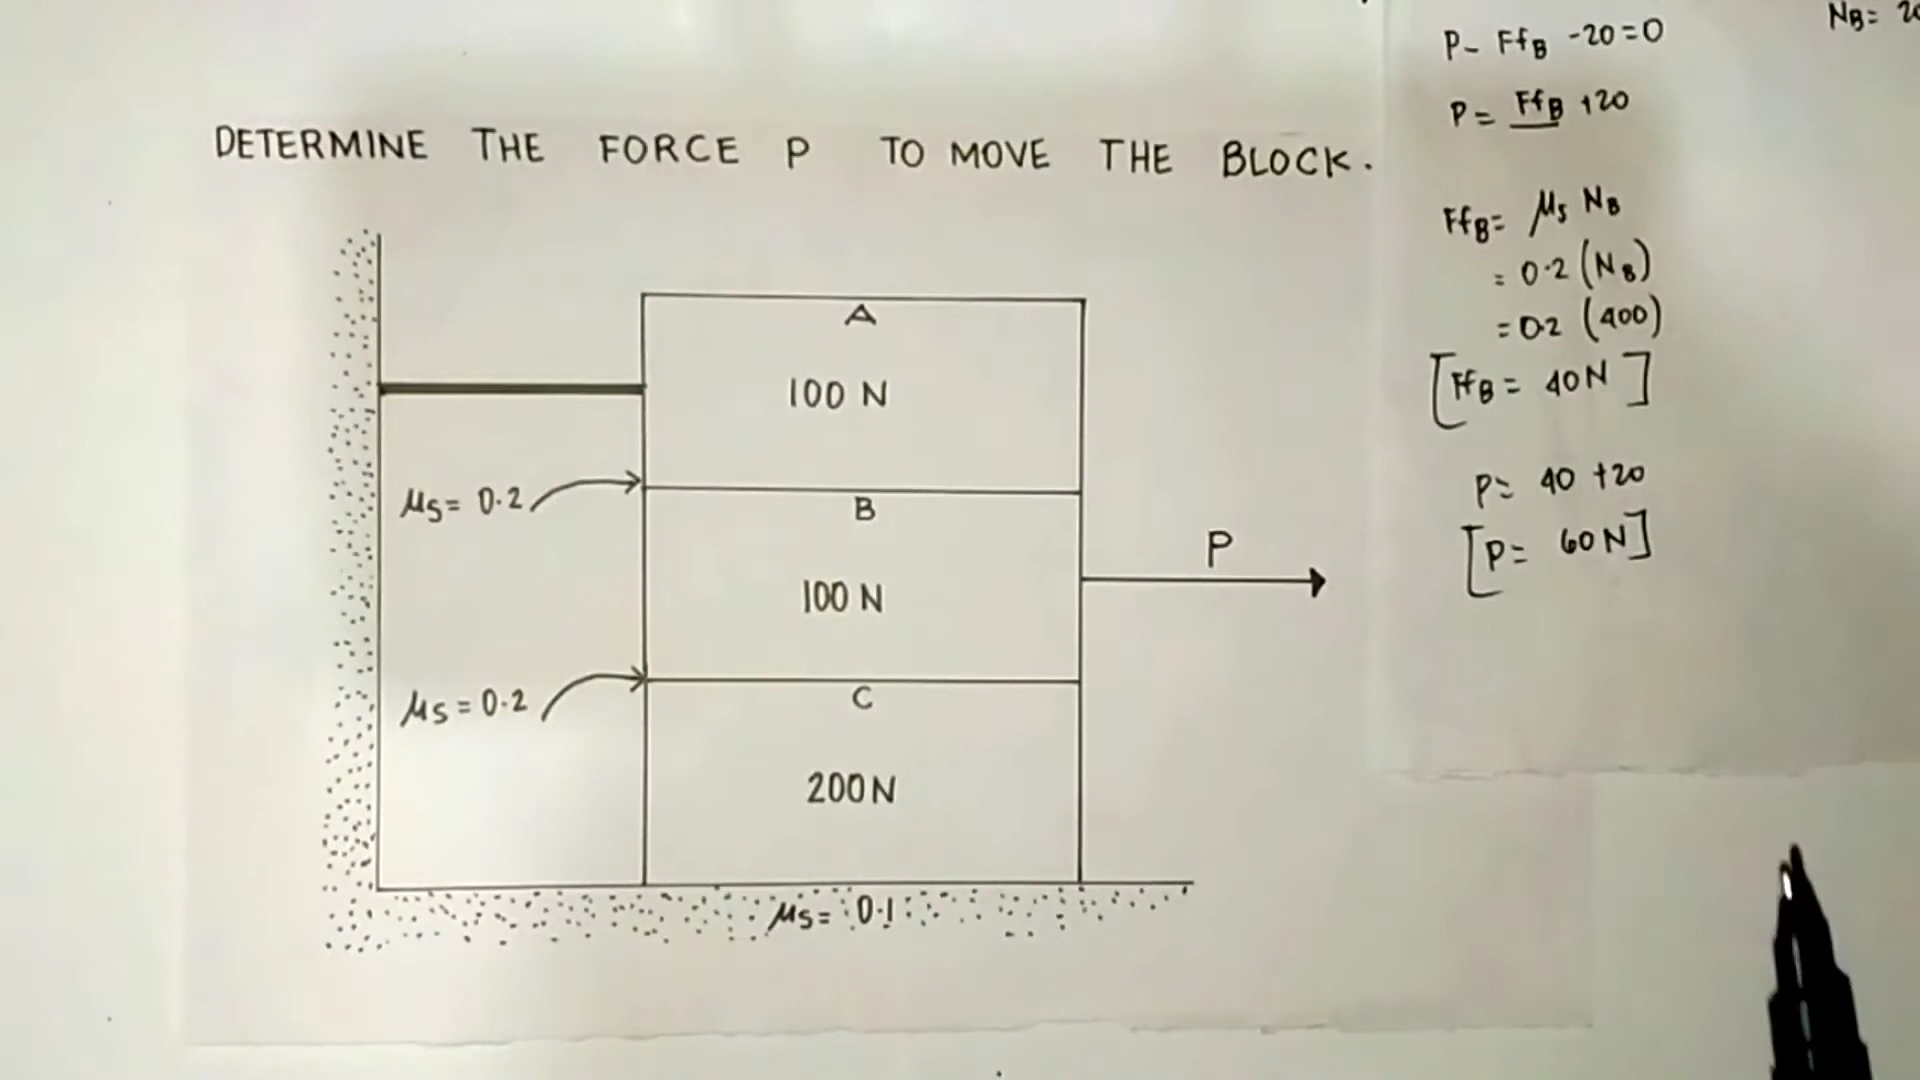 DETERMINE THE FORCE P TO MOVE THE BLOCK.
A
100 N
μs= 0.2
B
100 N
P
μs = 0.2
C
200N
μs= 0.1
P- FfB -20=0
P= FfB +20
FfB= μs NB
= 0.2 (NB)
= 0.2 (400)
[FfB = 40N]
P= 40 +20
[P= 60N]
NB= 20